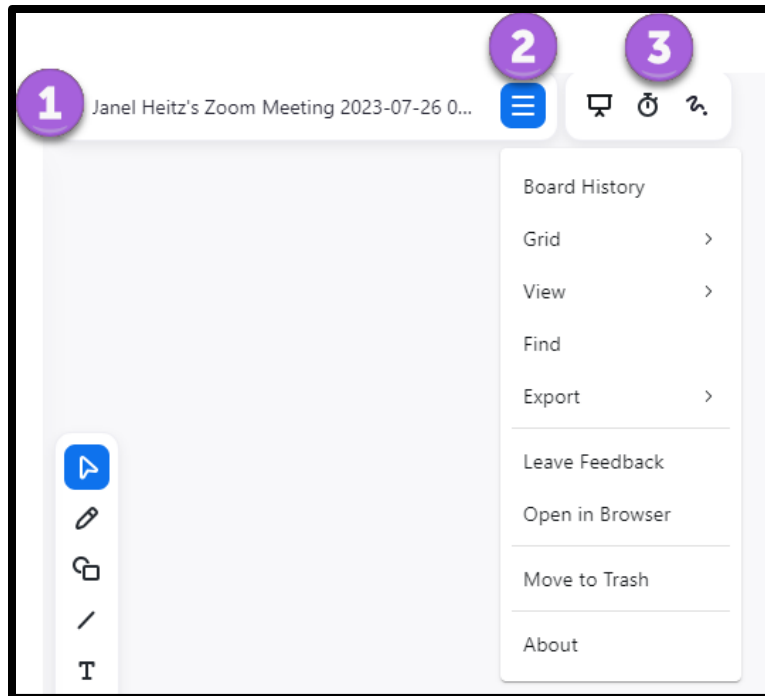 1 Janel Heitz's Zoom Meeting 2023-07-26 0... 2 3
Board History
Grid
View
Find
Export
Leave Feedback
Open in Browser
Move to Trash
About
T